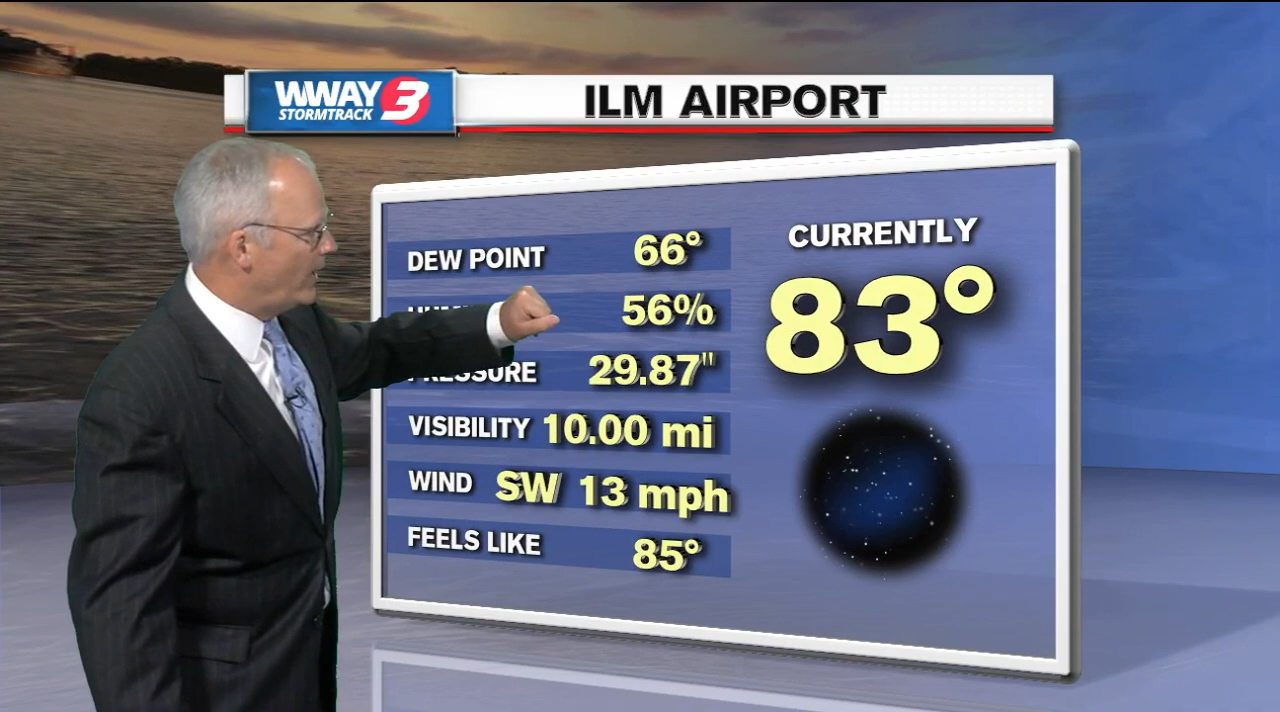 WWAY 3
STORMTRACK
ILM AIRPORT
CURRENTLY
83°
DEW POINT 66°
56%
PRESSURE 29.87"
VISIBILITY 10.00 mi
WIND SW 13 mph
FEELS LIKE 85°